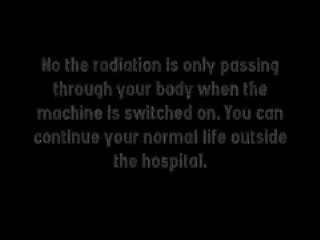 No the radiation is only passing
through your body when the
machine is switched on. You can
continue your normal life outside
the hospital.